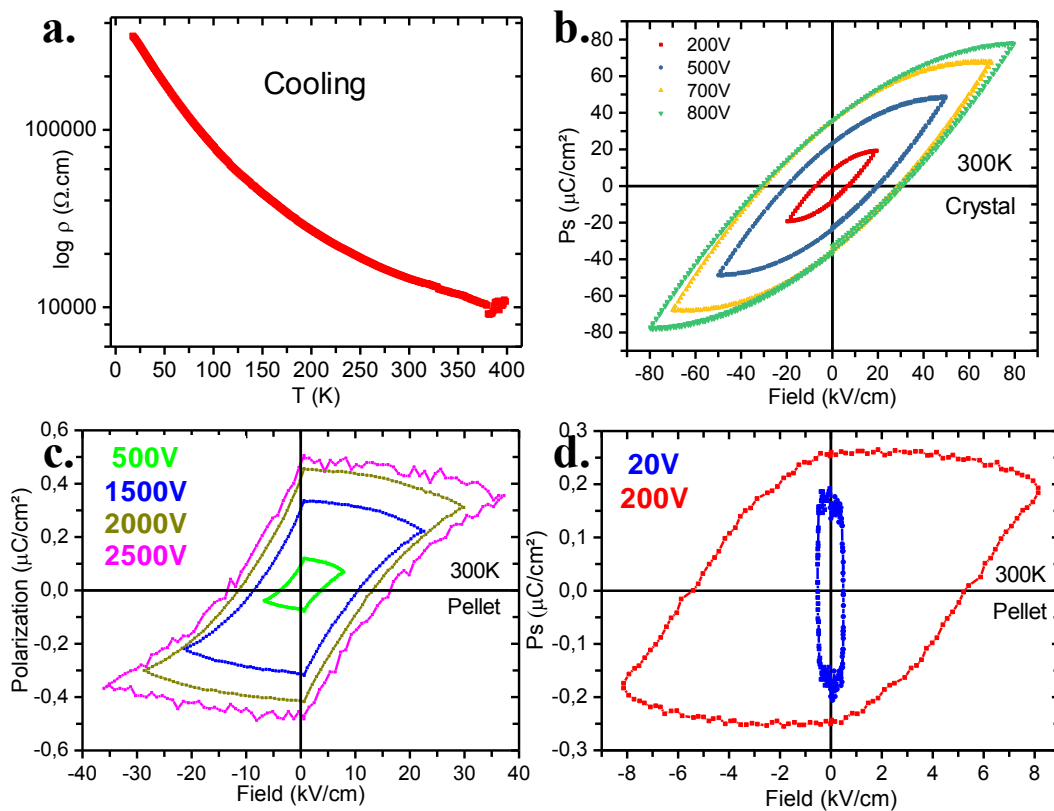 a.
Cooling
log ρ (Ω.cm)
100000
10000
0 50 100 150 200 250 300 350 400
T (K)
b.
200V
500V
700V
800V
Ps (µC/cm²)
80
60
40
20
0
-20
-40
-60
-80
300K
Crystal
-80 -60 -40 -20 0 20 40 60 80
Field (kV/cm)
c.
500V
1500V
2000V
2500V
Polarization (µC/cm²)
0,6
0,4
0,2
0,0
-0,2
-0,4
-0,6
300K
Pellet
-40 -30 -20 -10 0 10 20 30 40
Field (kV/cm)
d.
20V
200V
Ps (µC/cm²)
0,3
0,2
0,1
0,0
-0,1
-0,2
-0,3
300K
Pellet
-8 -6 -4 -2 0 2 4 6 8
Field (kV/cm)